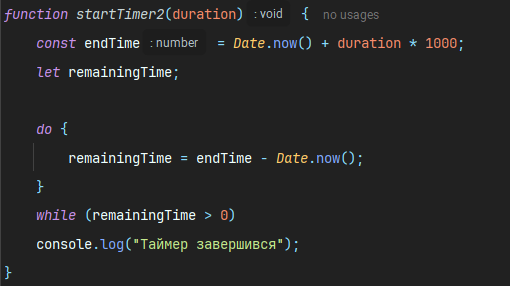 function startTimer2(duration) : void { no usages
const endTime : number = Date.now() + duration * 1000;
let remainingTime;
do {
remainingTime = endTime - Date.now();
}
while (remainingTime > 0)
console.log("Таймер завершився");
}